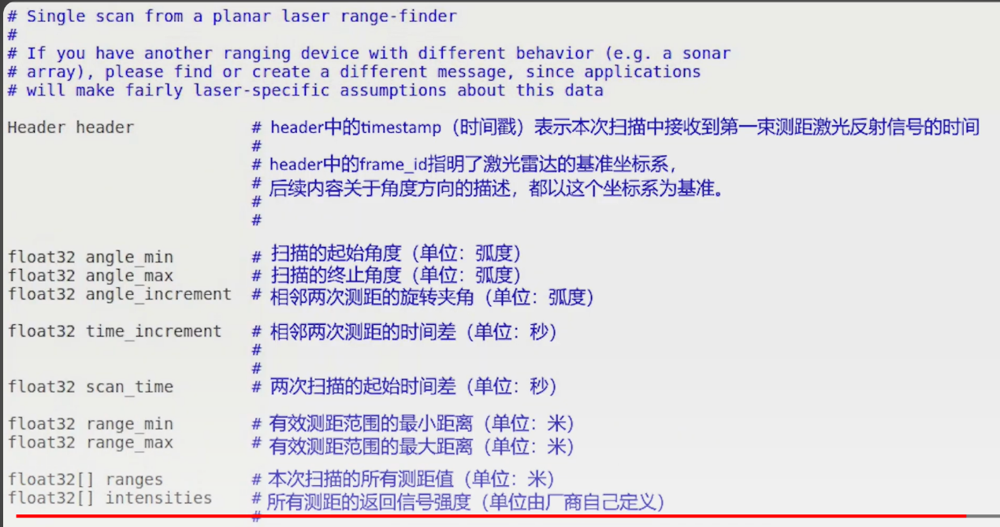 # Single scan from a planar laser range-finder
#
# If you have another ranging device with different behavior (e.g. a sonar
# array), please find or create a different message, since applications
# will make fairly laser-specific assumptions about this data
Header header # header中的timestamp（时间戳）表示本次扫描中接收到第一束测距激光反射信号的时间
#
# header中的frame_id指明了激光雷达的基准坐标系，
# 后续内容关于角度方向的描述，都以这个坐标系为基准。
#
#
float32 angle_min # 扫描的起始角度（单位：弧度）
float32 angle_max # 扫描的终止角度（单位：弧度）
float32 angle_increment # 相邻两次测距的旋转夹角（单位：弧度）
float32 time_increment # 相邻两次测距的时间差（单位：秒）
#
#
float32 scan_time # 两次扫描的起始时间差（单位：秒）
float32 range_min # 有效测距范围的最小距离（单位：米）
float32 range_max # 有效测距范围的最大距离（单位：米）
float32[] ranges # 本次扫描的所有测距值（单位：米）
float32[] intensities # 所有测距的返回信号强度（单位由厂商自己定义）
#